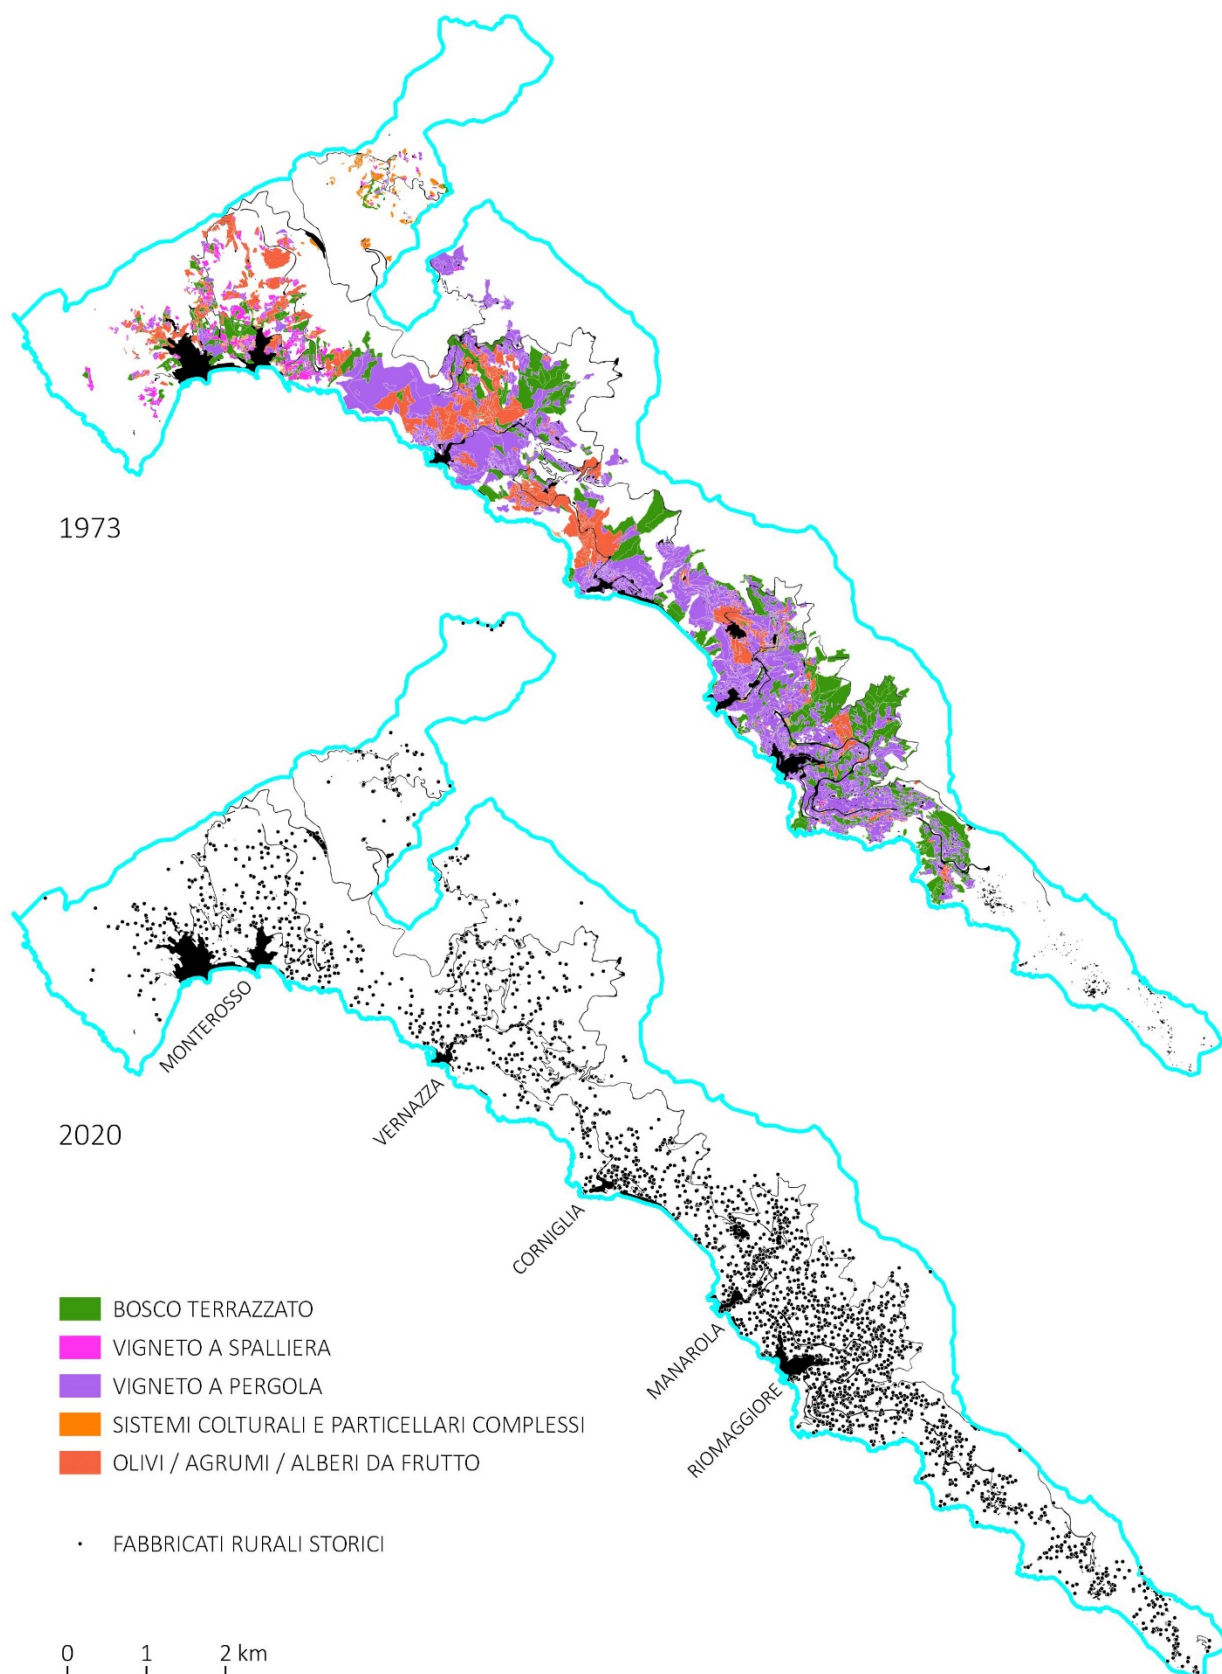 1973
2020
MONTEROSSO
VERNAZZA
CORNIGLIA
MANAROLA
RIOMAGGIORE
BOSCO TERRAZZATO
VIGNETO A SPALLIERA
VIGNETO A PERGOLA
SISTEMI COLTURALI E PARTICELLARI COMPLESSI
OLIVI / AGRUMI / ALBERI DA FRUTTO
FABBRICATI RURALI STORICI
0 1 2 km